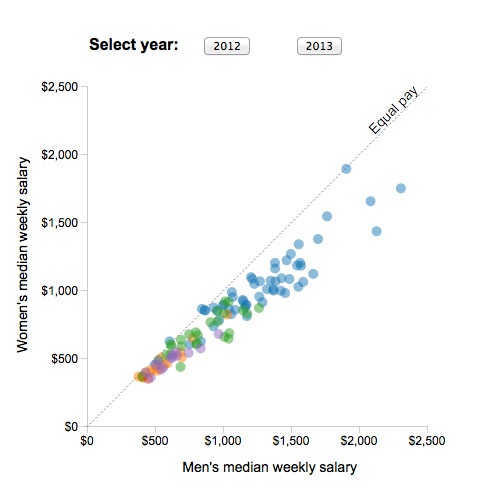 Select year: 2012 2013
Equal pay
Women's median weekly salary
$2,500
$2,000
$1,500
$1,000
$500
$0
$0 $500 $1,000 $1,500 $2,000 $2,500
Men's median weekly salary